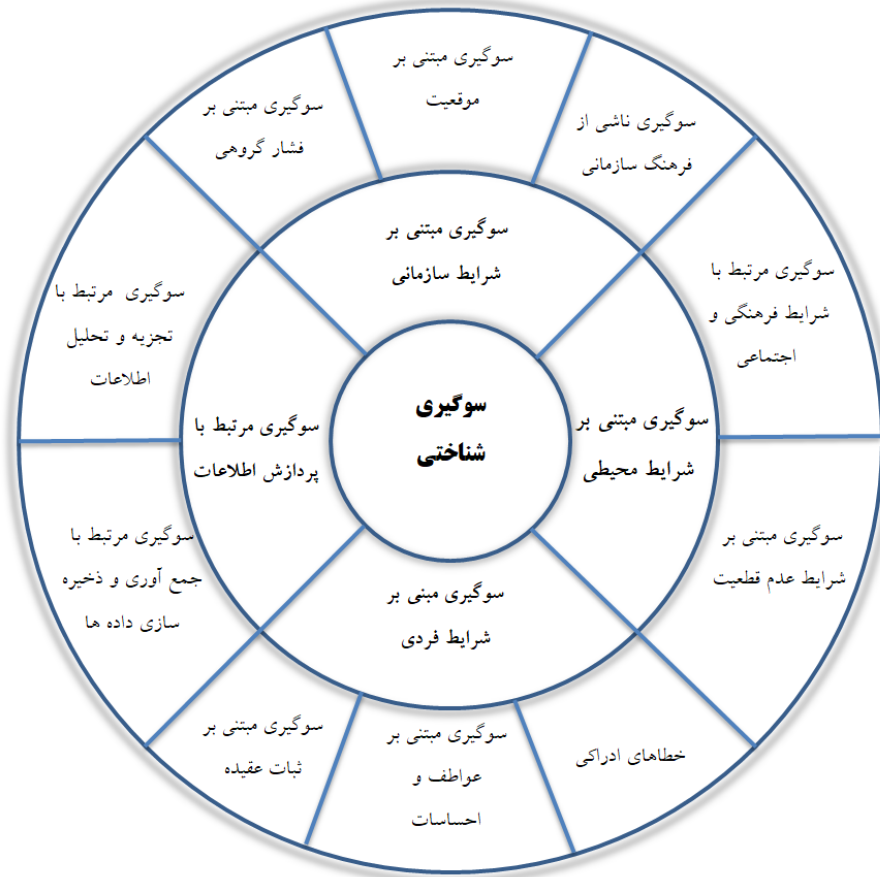 سوگیری مبتنی بر
موقعیت
سوگیری ناشی از
فرهنگ سازمانی
سوگیری مبتنی بر
فشار گروهی
سوگیری مبتنی بر
شرایط سازمانی
سوگیری مرتبط با
شرایط فرهنگی و
اجتماعی
سوگیری مرتبط با
تجزیه و تحلیل
اطلاعات
سوگیری
شناختی
سوگیری مبتنی بر
شرایط محیطی
سوگیری مرتبط با
پردازش اطلاعات
سوگیری مبتنی بر
شرایط عدم قطعیت
سوگیری مرتبط با
جمع آوری و ذخیره
سازی داده ها
سوگیری مبنی بر
شرایط فردی
خطاهای ادراکی
سوگیری مبتنی بر
عواطف و
احساسات
سوگیری مبتنی بر
ثبات عقیده